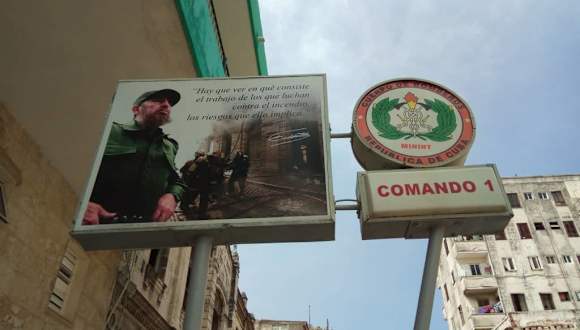 "Hay que ver en qué consiste
el trabajo de los que luchan
contra el incendio,
los riesgos que ello implica."
CUERPO DE BOMBEROS
MININT
REPÚBLICA DE CUBA
COMANDO 1